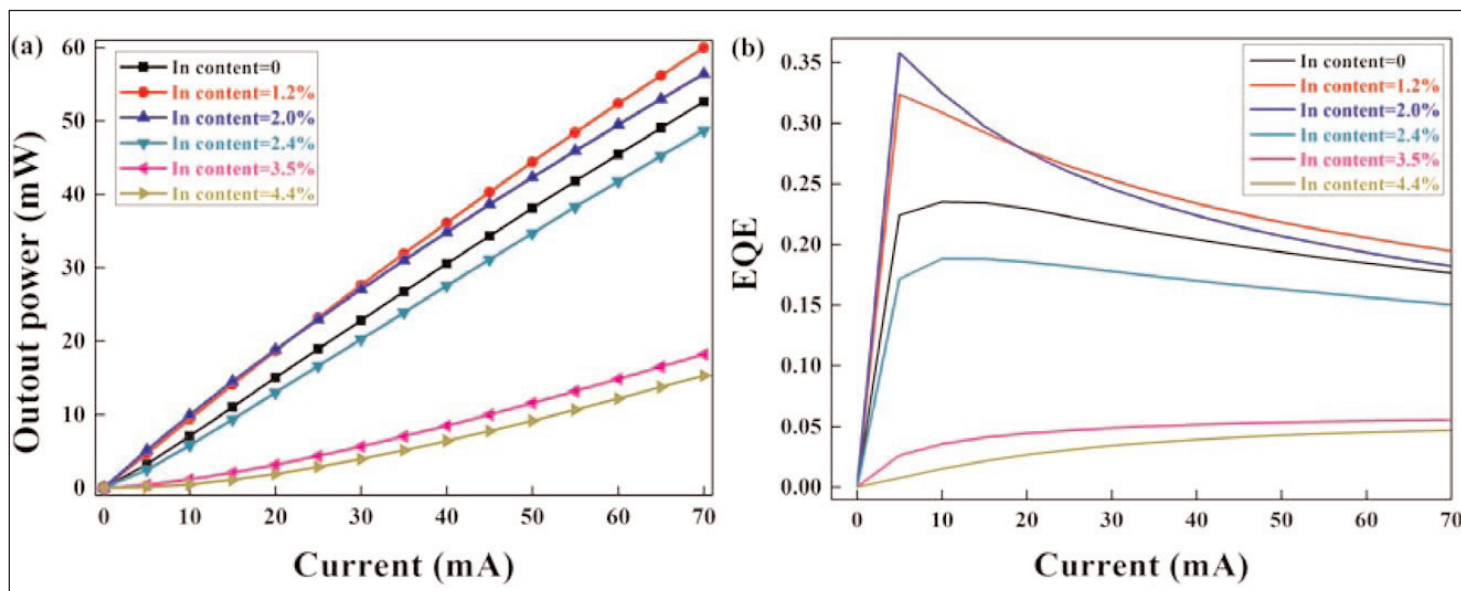 (a)
60
50
40
30
20
10
0
Outout power (mW)
In content=0
In content=1.2%
In content=2.0%
In content=2.4%
In content=3.5%
In content=4.4%
0 10 20 30 40 50 60 70
Current (mA)
(b)
0.35
0.30
0.25
0.20
0.15
0.10
0.05
0.00
EQE
In content=0
In content=1.2%
In content=2.0%
In content=2.4%
In content=3.5%
In content=4.4%
0 10 20 30 40 50 60 70
Current (mA)